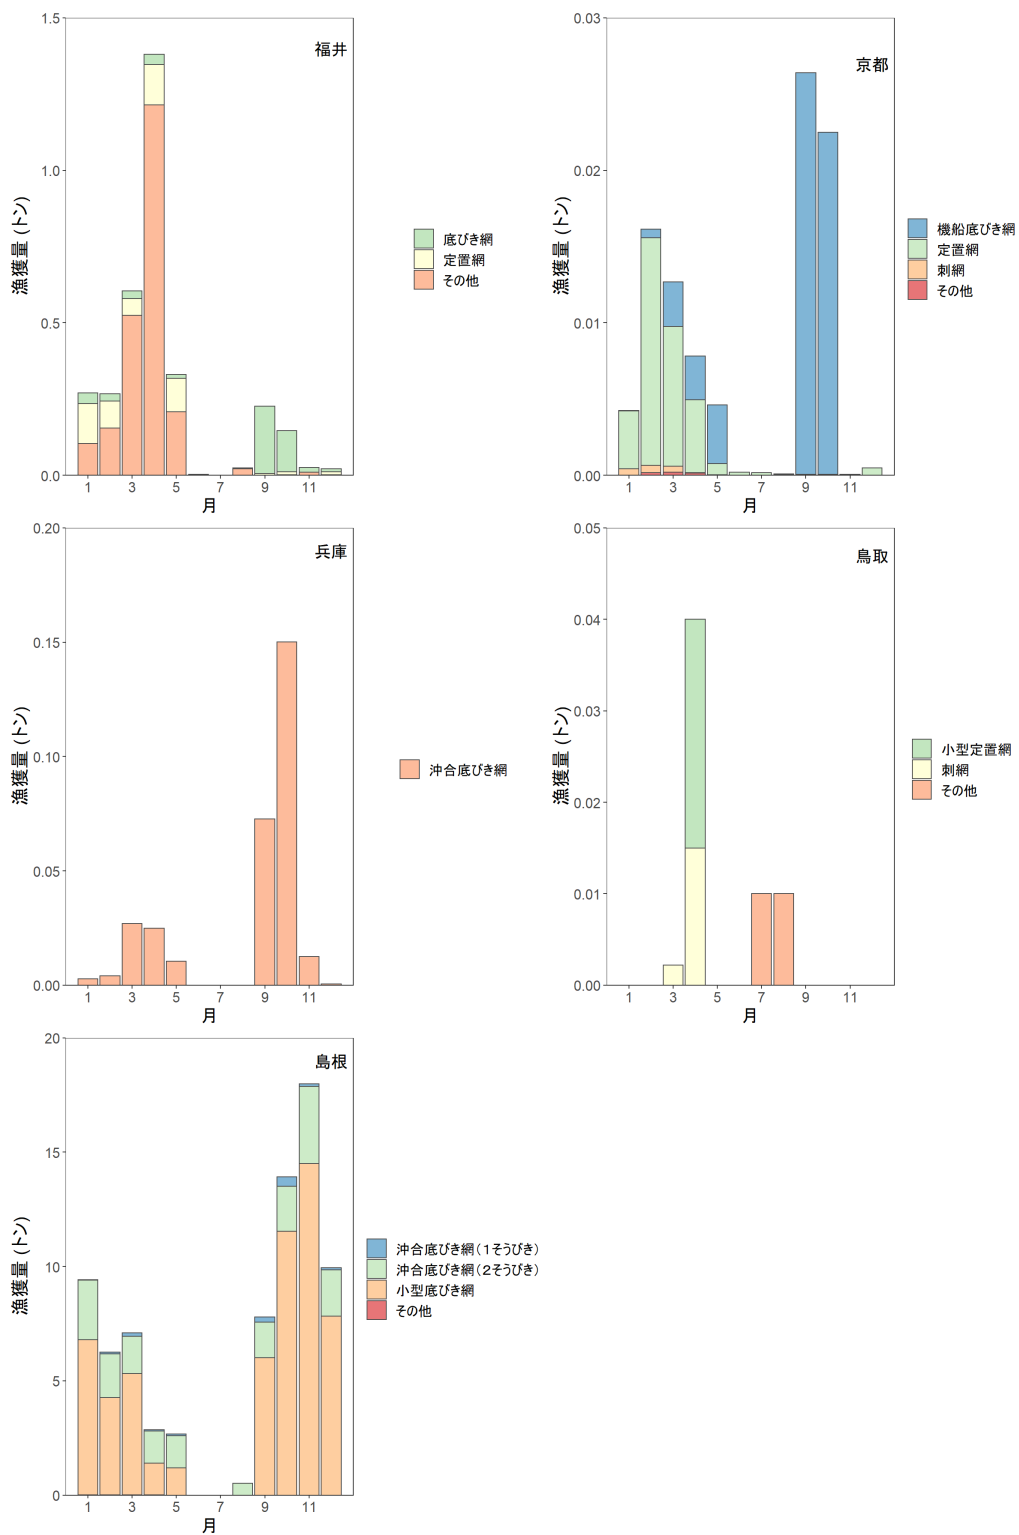 福井
漁獲量 (トン)
1.5
1.0
0.5
0.0
1 3 5 7 9 11
月
底びき網
定置網
その他
京都
漁獲量 (トン)
0.03
0.02
0.01
0.00
1 3 5 7 9 11
月
機船底びき網
定置網
刺網
その他
兵庫
漁獲量 (トン)
0.20
0.15
0.10
0.05
0.00
1 3 5 7 9 11
月
沖合底びき網
鳥取
漁獲量 (トン)
0.05
0.04
0.03
0.02
0.01
0.00
1 3 5 7 9 11
月
小型定置網
刺網
その他
島根
漁獲量 (トン)
20
15
10
5
0
1 3 5 7 9 11
月
沖合底びき網(1そうびき)
沖合底びき網(2そうびき)
小型底びき網
その他